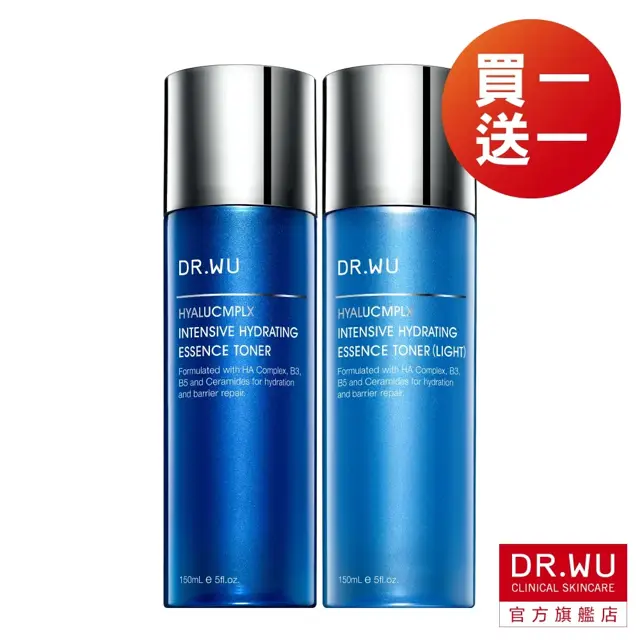 買一
送一
DR.WU
HYALUCMPLX
INTENSIVE HYDRATING
ESSENCE TONER
Formulated with HA Complex, B3,
B5 and Ceramides for hydration
and barrier repair.
150mL e 5fl.oz.
DR.WU
HYALUCMPLX
INTENSIVE HYDRATING
ESSENCE TONER (LIGHT)
Formulated with HA Complex, B3,
B5 and Ceramides for hydration
and barrier repair.
150mL e 5fl.oz.
DR.WU
CLINICAL SKINCARE
官方旗艦店